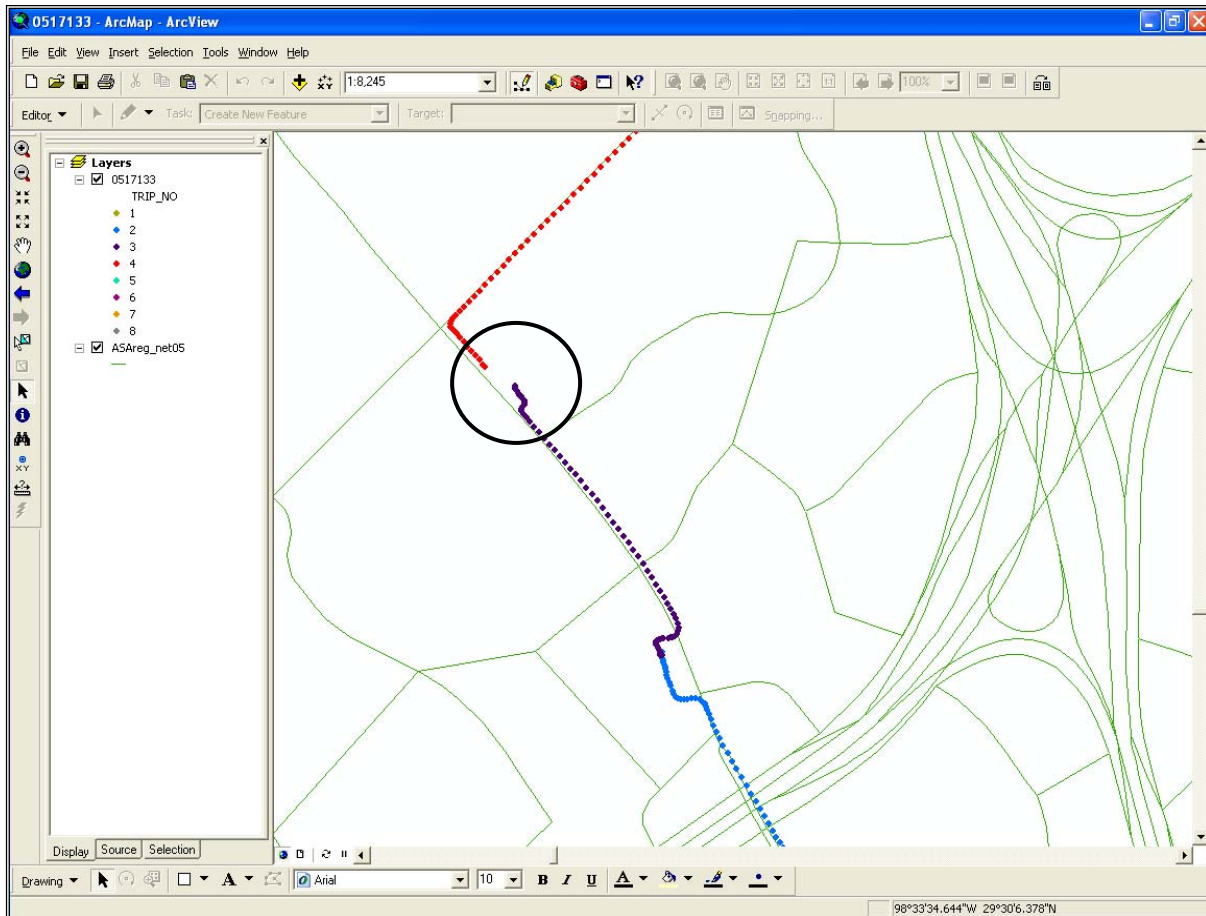 0517133 - ArcMap - ArcView
File Edit View Insert Selection Tools Window Help
1:8,245 100%
Editor Task: Create New Feature Target: Snapping...
Layers
0517133
TRIP_NO
1
2
3
4
5
6
7
8
ASAreg_net05
Display Source Selection
Drawing A Arial 10 B I U A
98°33'34.644"W 29°30'6.378"N